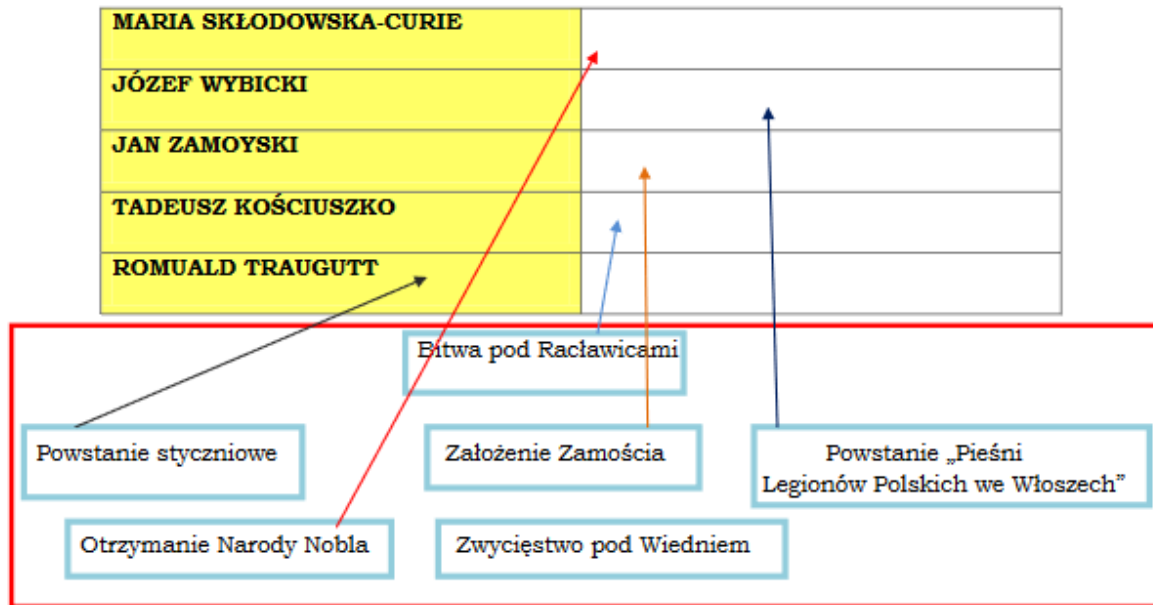 MARIA SKŁODOWSKA-CURIE
JÓZEF WYBICKI
JAN ZAMOYSKI
TADEUSZ KOŚCIUSZKO
ROMUALD TRAUGUTT
Bitwa pod Racławicami
Powstanie styczniowe
Założenie Zamościa
Powstanie „Pieśni
Legionów Polskich we Włoszech”
Otrzymanie Narody Nobla
Zwycięstwo pod Wiedniem